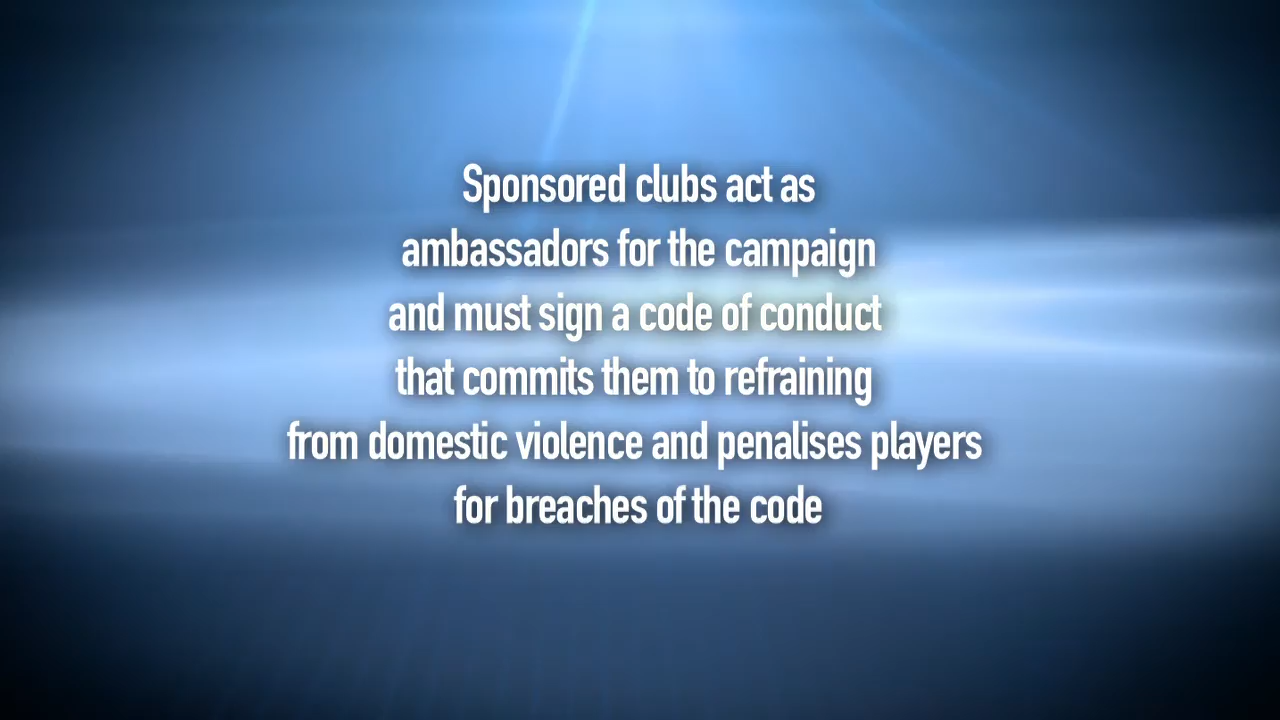 Sponsored clubs act as
ambassadors for the campaign
and must sign a code of conduct
that commits them to refraining
from domestic violence and penalises players
for breaches of the code